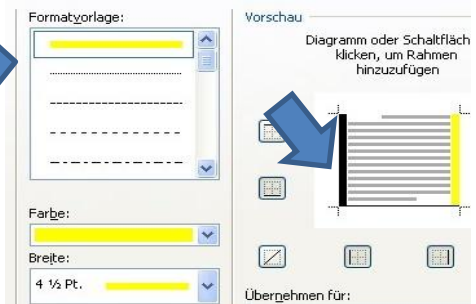 Formatvorlage:
Farbe:
Breite:
4 ½ Pt.
Vorschau
Diagramm oder Schaltfläch
klicken, um Rahmen
hinzuzufügen
Übernehmen für: